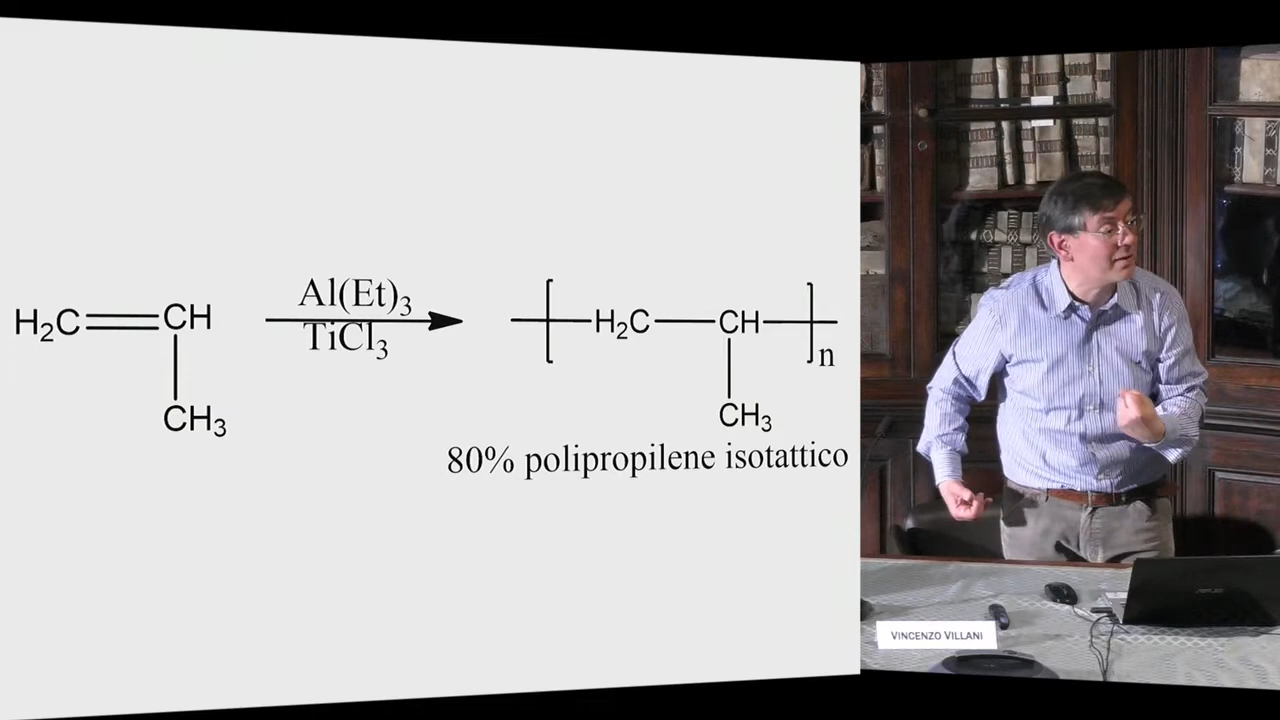 H₂C CH
CH₃
Al(Et)₃
TiCl₃
H₂C CH
n
CH₃
80% polipropilene isotattico
VINCENZO VILLANI